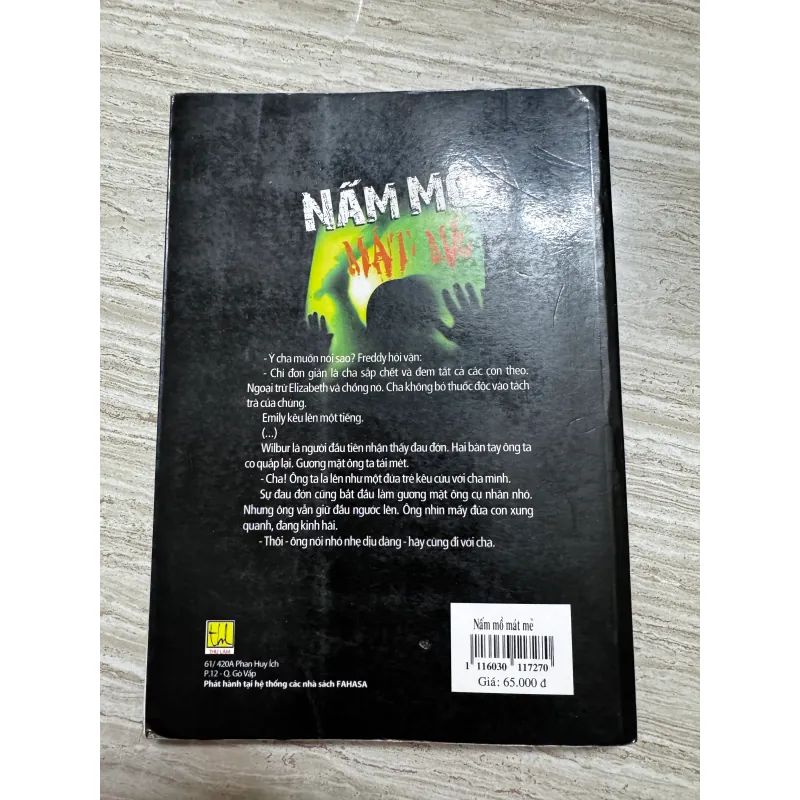 NẤM MỒ
MÁT MẺ
- Ý cha muốn nói sao? Freddy hỏi vặn:
- Chỉ đơn giản là cha sắp chết và đem tất cả các con theo.
Ngoại trừ Elizabeth và chồng nó. Cha không bỏ thuốc độc vào tách
trà của chúng.
Emily kêu lên một tiếng.
(...)
Wilbur là người đầu tiên nhận thấy đau đớn. Hai bàn tay ông ta
co quắp lại. Gương mặt ông ta tái mét.
- Cha! Ông ta la lên như một đứa trẻ kêu cứu với cha mình.
Sự đau đớn cũng bắt đầu làm gương mặt ông cụ nhăn nhó.
Nhưng ông vẫn giữ đầu ngước lên. Ông nhìn mấy đứa con xung
quanh, đang kinh hãi.
- Thôi - ông nói nhỏ nhẹ dịu dàng - hãy cùng đi với cha.
thl
THU LÂM
61/ 420A Phan Huy Ích
P.12 - Q. Gò Vấp
Phát hành tại hệ thống các nhà sách FAHASA
Nấm mồ mát mẻ
1 116030 117270
Giá: 65.000 đ